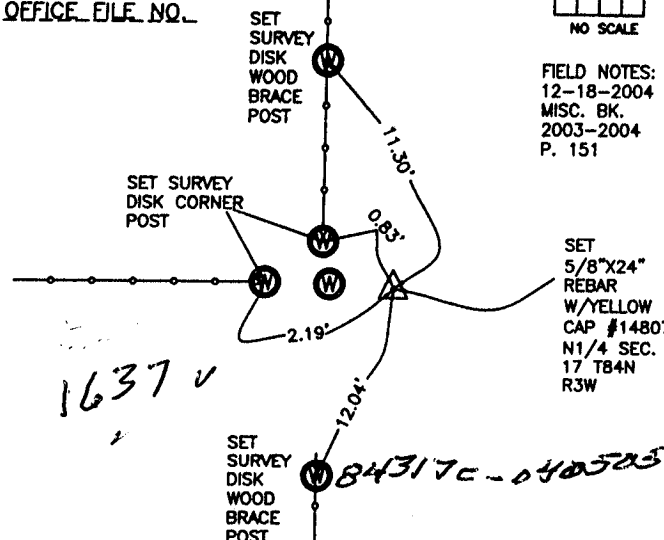 OFFICE FILE NO.
SET
SURVEY
DISK
WOOD
BRACE
POST
NO SCALE
FIELD NOTES:
12-18-2004
MISC. BK.
2003-2004
P. 151
W
11.30'
SET SURVEY
DISK CORNER
POST
0.83'
W
W
W
SET
5/8"X24"
REBAR
W/YELLOW
CAP #14807
N1/4 SEC.
17 T84N
R3W
2.19'
1637
12.04'
SET
SURVEY
DISK
WOOD
BRACE
POST
W
84317c-040505